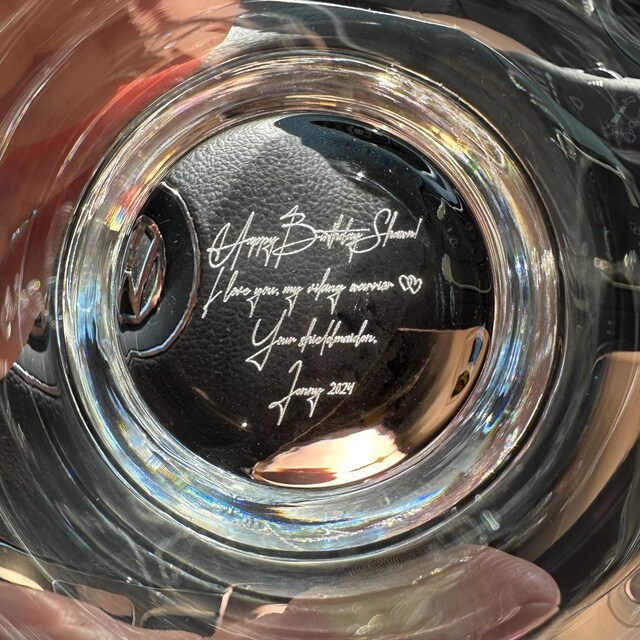 Happy Birthday Shawn!
I love you, my viking warrior
Your shieldmaiden,
Jenny 2024